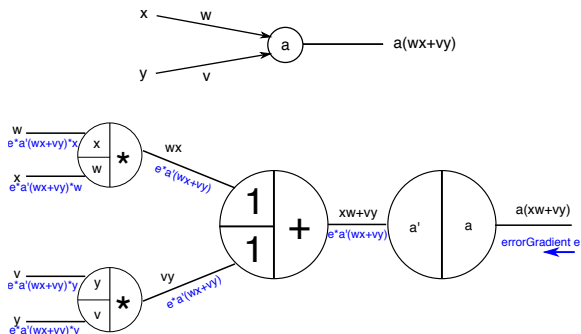 x
w
a
a(wx+vy)
y
v
w
e*a'(wx+vy)*x
x
w
*
x
e*a'(wx+vy)*w
wx
e*a'(wx+vy)
1
1
+
xw+vy
e*a'(wx+vy)
a'
a
a(xw+vy)
errorGradient e
v
e*a'(wx+vy)*y
y
v
*
y
e*a'(wx+vy)*v
vy
e*a'(wx+vy)